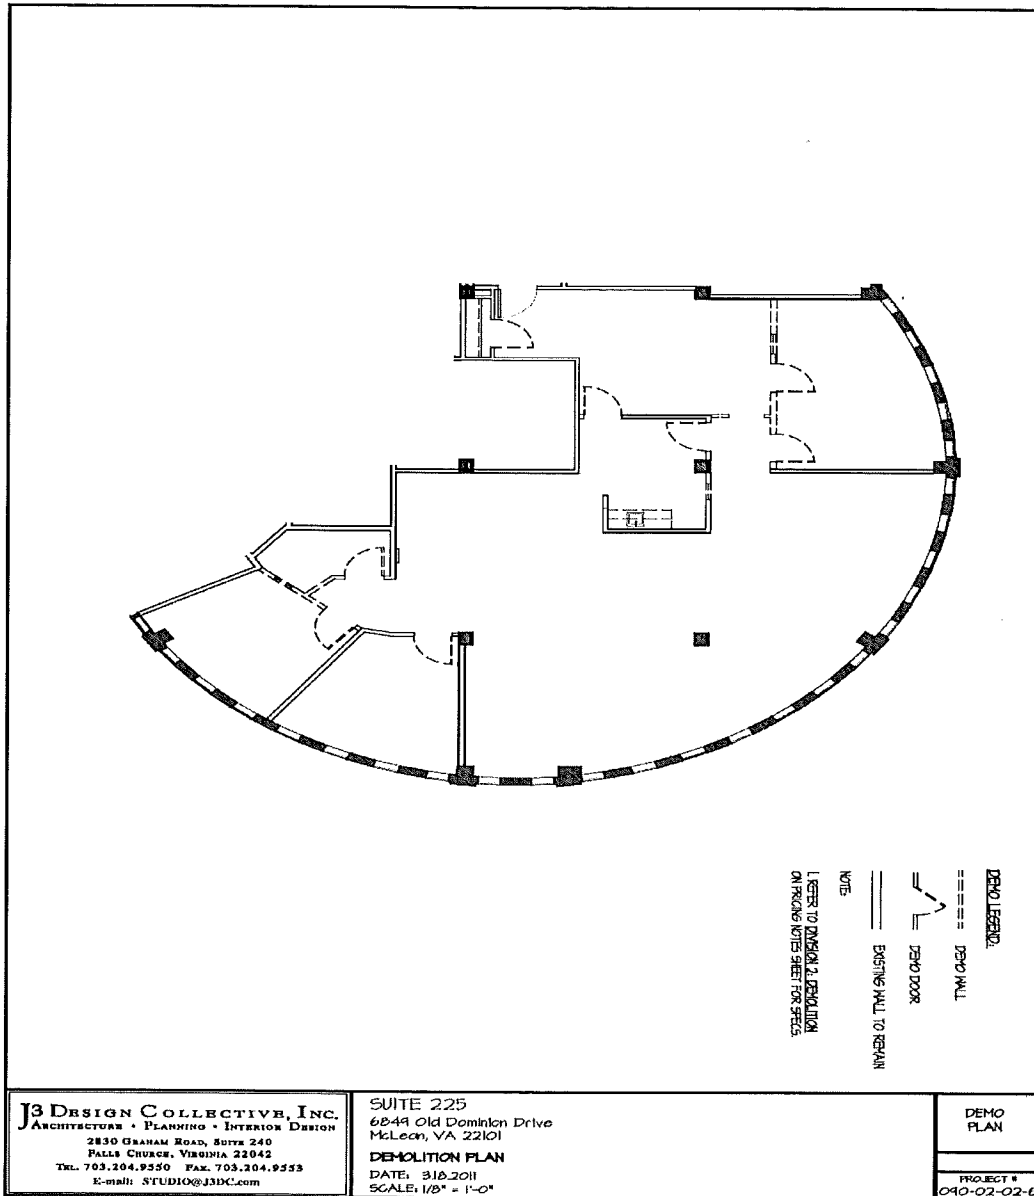 DEMO LEGEND:
DEMO WALL
DEMO DOOR
EXISTING WALL TO REMAIN
NOTE:
1. REFER TO DIVISION 2: DEMOLITION
ON PRICING NOTES SHEET FOR SPECS.
J3 DESIGN COLLECTIVE, INC.
ARCHITECTURE • PLANNING • INTERIOR DESIGN
2830 GRAHAM ROAD, SUITE 240
FALLS CHURCH, VIRGINIA 22042
TEL. 703.204.9550 FAX. 703.204.9553
E-mail: STUDIO@J3DC.com
SUITE 225
6849 Old Dominion Drive
McLean, VA 22101
DEMOLITION PLAN
DATE: 3.18.2011
SCALE: 1/8" = 1'-0"
DEMO
PLAN
PROJECT #